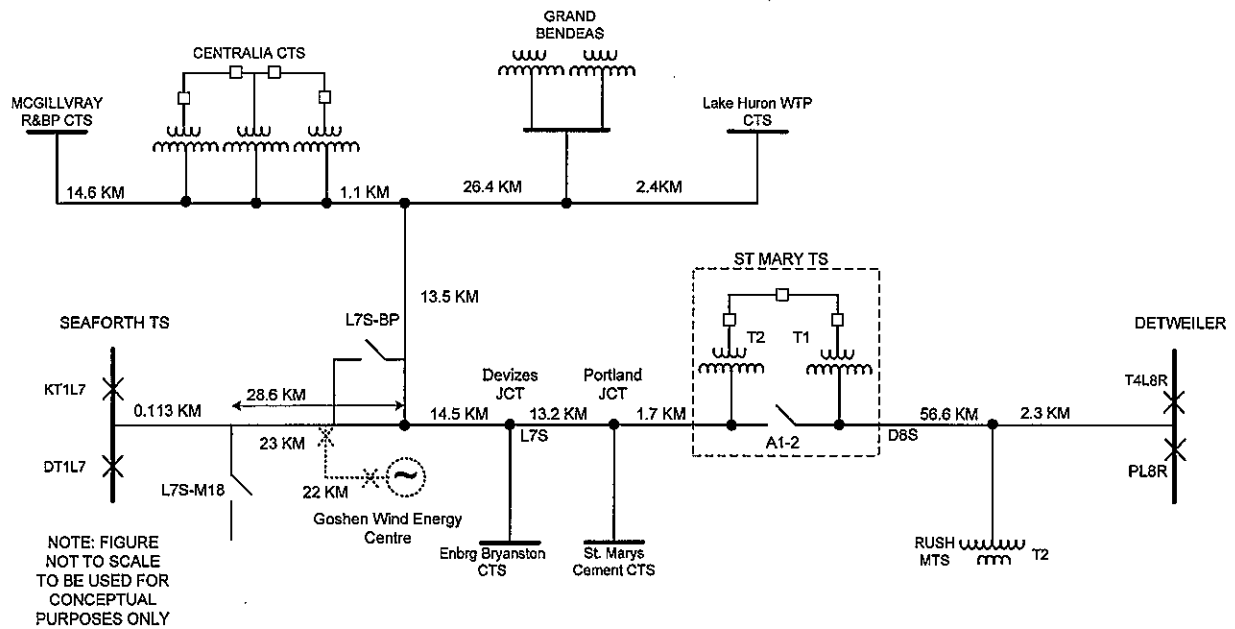 GRAND
BENDEAS
CENTRALIA CTS
MCGILLVRAY
R&BP CTS
Lake Huron WTP
CTS
14.6 KM
1.1 KM
26.4 KM
2.4KM
13.5 KM
ST MARY TS
SEAFORTH TS
L7S-BP
T2
T1
DETWEILER
KT1L7
Devizes
JCT
Portland
JCT
T4L8R
28.6 KM
0.113 KM
14.5 KM
13.2 KM
1.7 KM
56.6 KM
2.3 KM
23 KM
L7S
A1-2
D8S
DT1L7
L7S-M18
22 KM
PL8R
Goshen Wind Energy
Centre
NOTE: FIGURE
NOT TO SCALE
TO BE USED FOR
CONCEPTUAL
PURPOSES ONLY
Enbrg Bryanston
CTS
St. Marys
Cement CTS
RUSH
MTS
T2